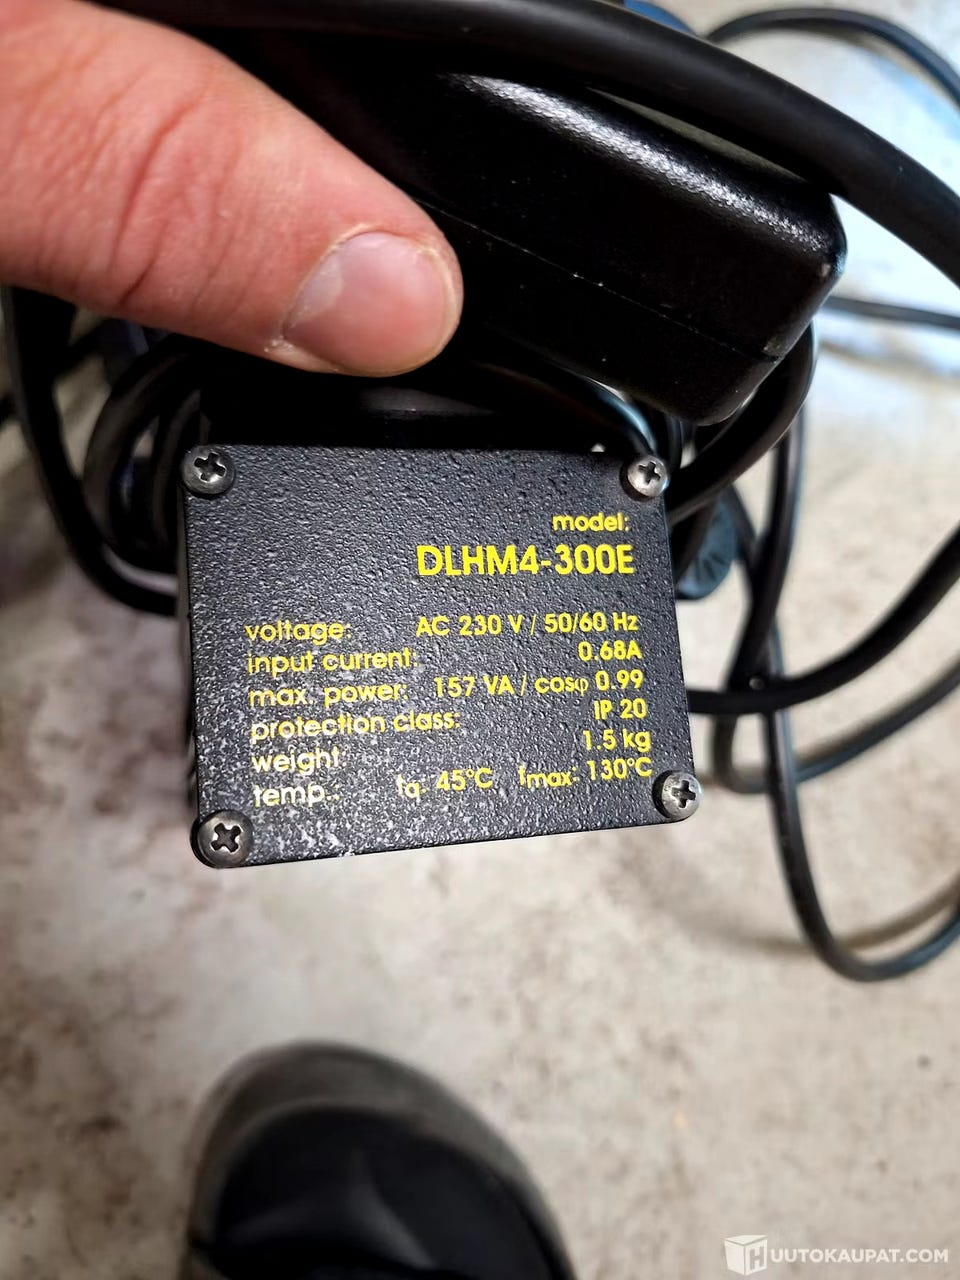 model:
DLHM4-300E
voltage: AC 230 V / 50/60 Hz
input current: 0.68A
max. power: 157 VA / cosφ 0.99
protection class: IP 20
weight 1.5 kg
temp.: tq: 45°C tmax: 130°C
HUUTOKAUPAT.COM